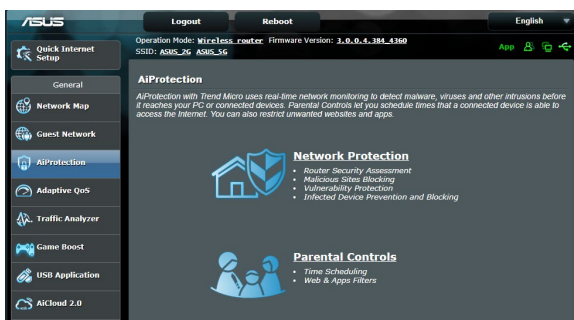 ASUS
Logout
Reboot
English
Quick Internet
Setup
Operation Mode: Wireless router Firmware Version: 3.0.0.4.384_4360
SSID: ASUS_2G ASUS_5G
App
General
Network Map
Guest Network
AiProtection
Adaptive QoS
Traffic Analyzer
Game Boost
USB Application
AiCloud 2.0
AiProtection
AiProtection with Trend Micro uses real-time network monitoring to detect malware, viruses and other intrusions before
it reaches your PC or connected devices. Parental Controls let you schedule times that a connected device is able to
access the Internet. You can also restrict unwanted websites and apps.
Network Protection
• Router Security Assessment
• Malicious Sites Blocking
• Vulnerability Protection
• Infected Device Prevention and Blocking
Parental Controls
• Time Scheduling
• Web & Apps Filters